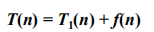 T(n) = T₁(n) + f(n)